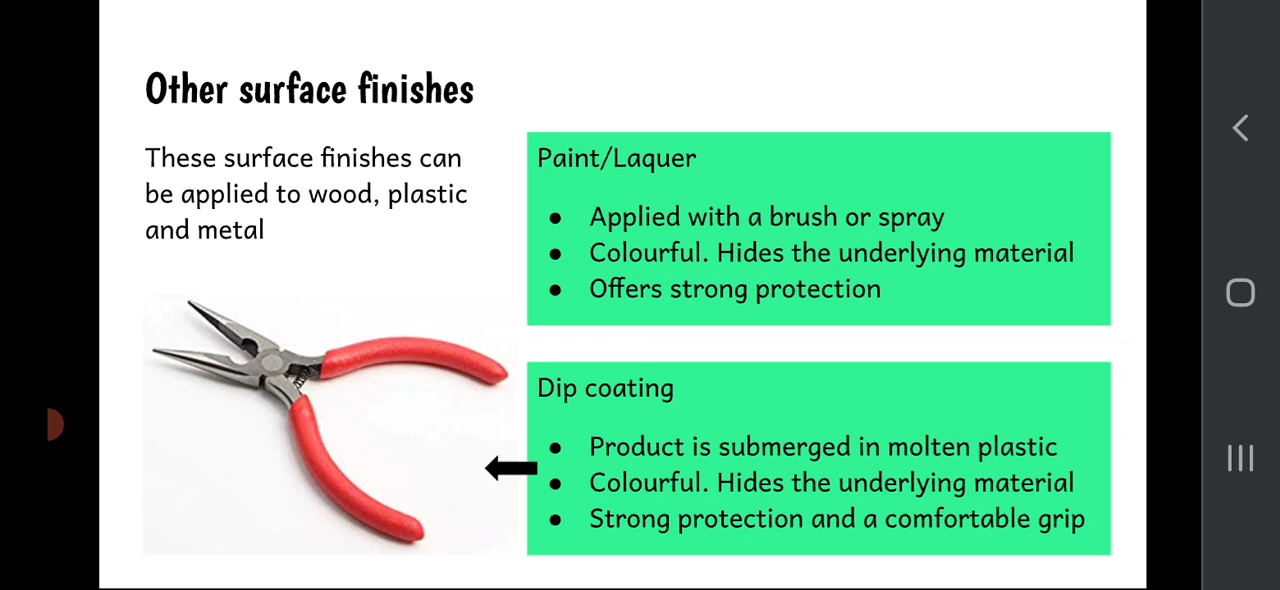 Other surface finishes
These surface finishes can
be applied to wood, plastic
and metal
Paint/Laquer
● Applied with a brush or spray
● Colourful. Hides the underlying material
● Offers strong protection
Dip coating
● Product is submerged in molten plastic
● Colourful. Hides the underlying material
● Strong protection and a comfortable grip